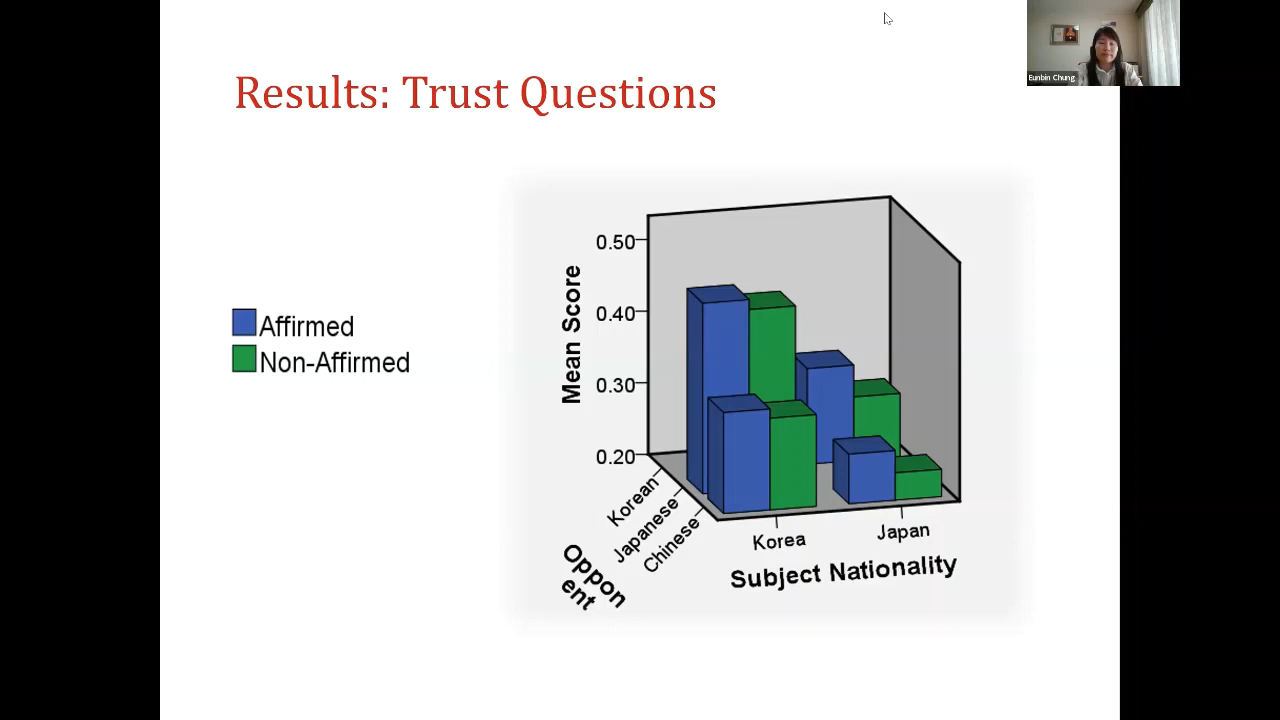 Results: Trust Questions
Eunbin Chung
Affirmed
Non-Affirmed
Mean Score
0.50
0.40
0.30
0.20
Korean
Japanese
Chinese
Oppon
ent
Korea
Japan
Subject Nationality